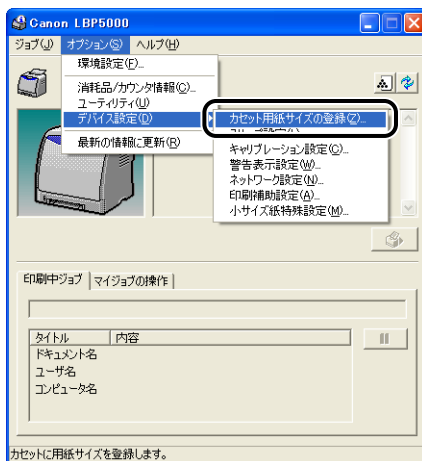 Canon LBP5000
ジョブ(J) オプション(S) ヘルプ(H)
環境設定(F)...
消耗品/カウンタ情報(C)...
ユーティリティ(U)
デバイス設定(D)
最新の情報に更新(R)
カセット用紙サイズの登録(Z)...
キャリブレーション設定(C)...
警告表示設定(W)...
ネットワーク設定(N)...
印刷補助設定(A)...
小サイズ紙特殊設定(M)...
印刷中ジョブ マイジョブの操作
タイトル 内容
ドキュメント名
ユーザ名
コンピュータ名
カセットに用紙サイズを登録します。